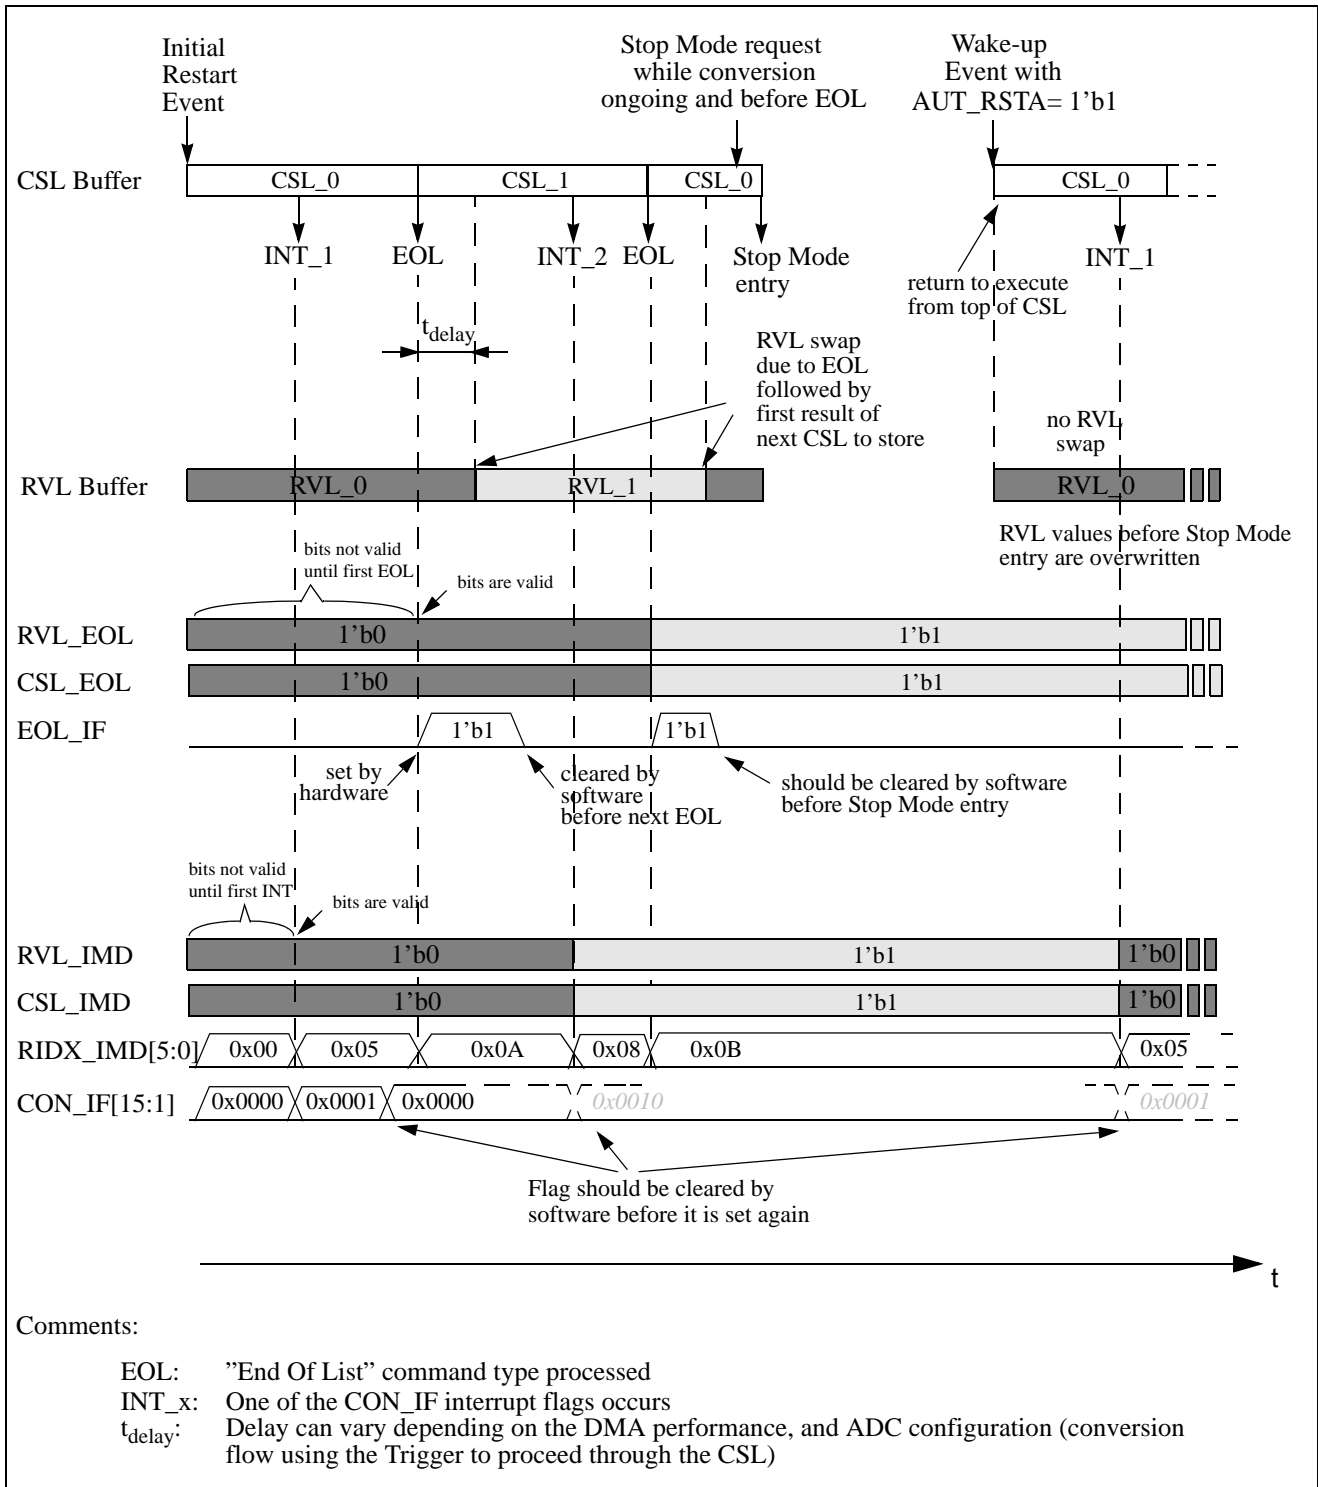 Initial
Restart
Event
Stop Mode request
while conversion
ongoing and before EOL
Wake-up
Event with
AUT_RSTA= 1’b1
CSL Buffer
CSL_0
CSL_1
CSL_0
CSL_0
INT_1
EOL
INT_2
EOL
Stop Mode
entry
INT_1
return to execute
from top of CSL
tdelay
RVL swap
due to EOL
followed by
first result of
next CSL to store
no RVL
swap
RVL Buffer
RVL_0
RVL_1
RVL_0
RVL values before Stop Mode
entry are overwritten
bits not valid
until first EOL
bits are valid
RVL_EOL
1’b0
1’b1
CSL_EOL
1’b0
1’b1
EOL_IF
1’b1
1’b1
set by
hardware
cleared by
software
before next EOL
should be cleared by software
before Stop Mode entry
bits not valid
until first INT
bits are valid
RVL_IMD
1’b0
1’b1
1’b0
CSL_IMD
1’b0
1’b1
1’b0
RIDX_IMD[5:0]
0x00
0x05
0x0A
0x08
0x0B
0x05
CON_IF[15:1]
0x0000
0x0001
0x0000
0x0010
0x0001
Flag should be cleared by
software before it is set again
t
Comments:
EOL: ”End Of List” command type processed
INT_x: One of the CON_IF interrupt flags occurs
tdelay: Delay can vary depending on the DMA performance, and ADC configuration (conversion
flow using the Trigger to proceed through the CSL)